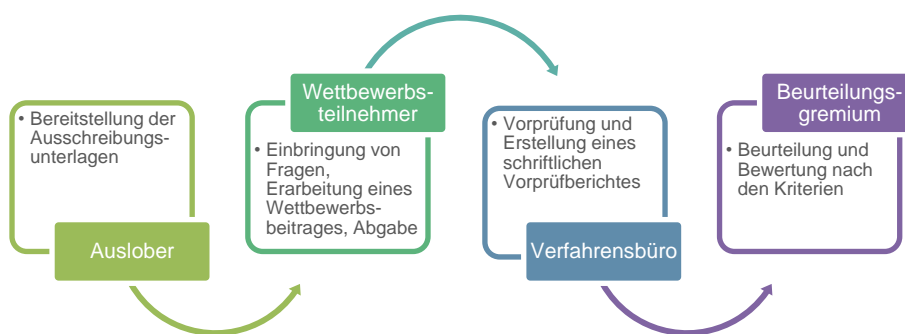 • Bereitstellung der
Ausschreibungs-
unterlagen
Auslober
Wettbewerbs-
teilnehmer
• Einbringung von
Fragen,
Erarbeitung eines
Wettbewerbs-
beitrages, Abgabe
• Vorprüfung und
Erstellung eines
schriftlichen
Vorprüfberichtes
Verfahrensbüro
Beurteilungs-
gremium
• Beurteilung und
Bewertung nach
den Kriterien